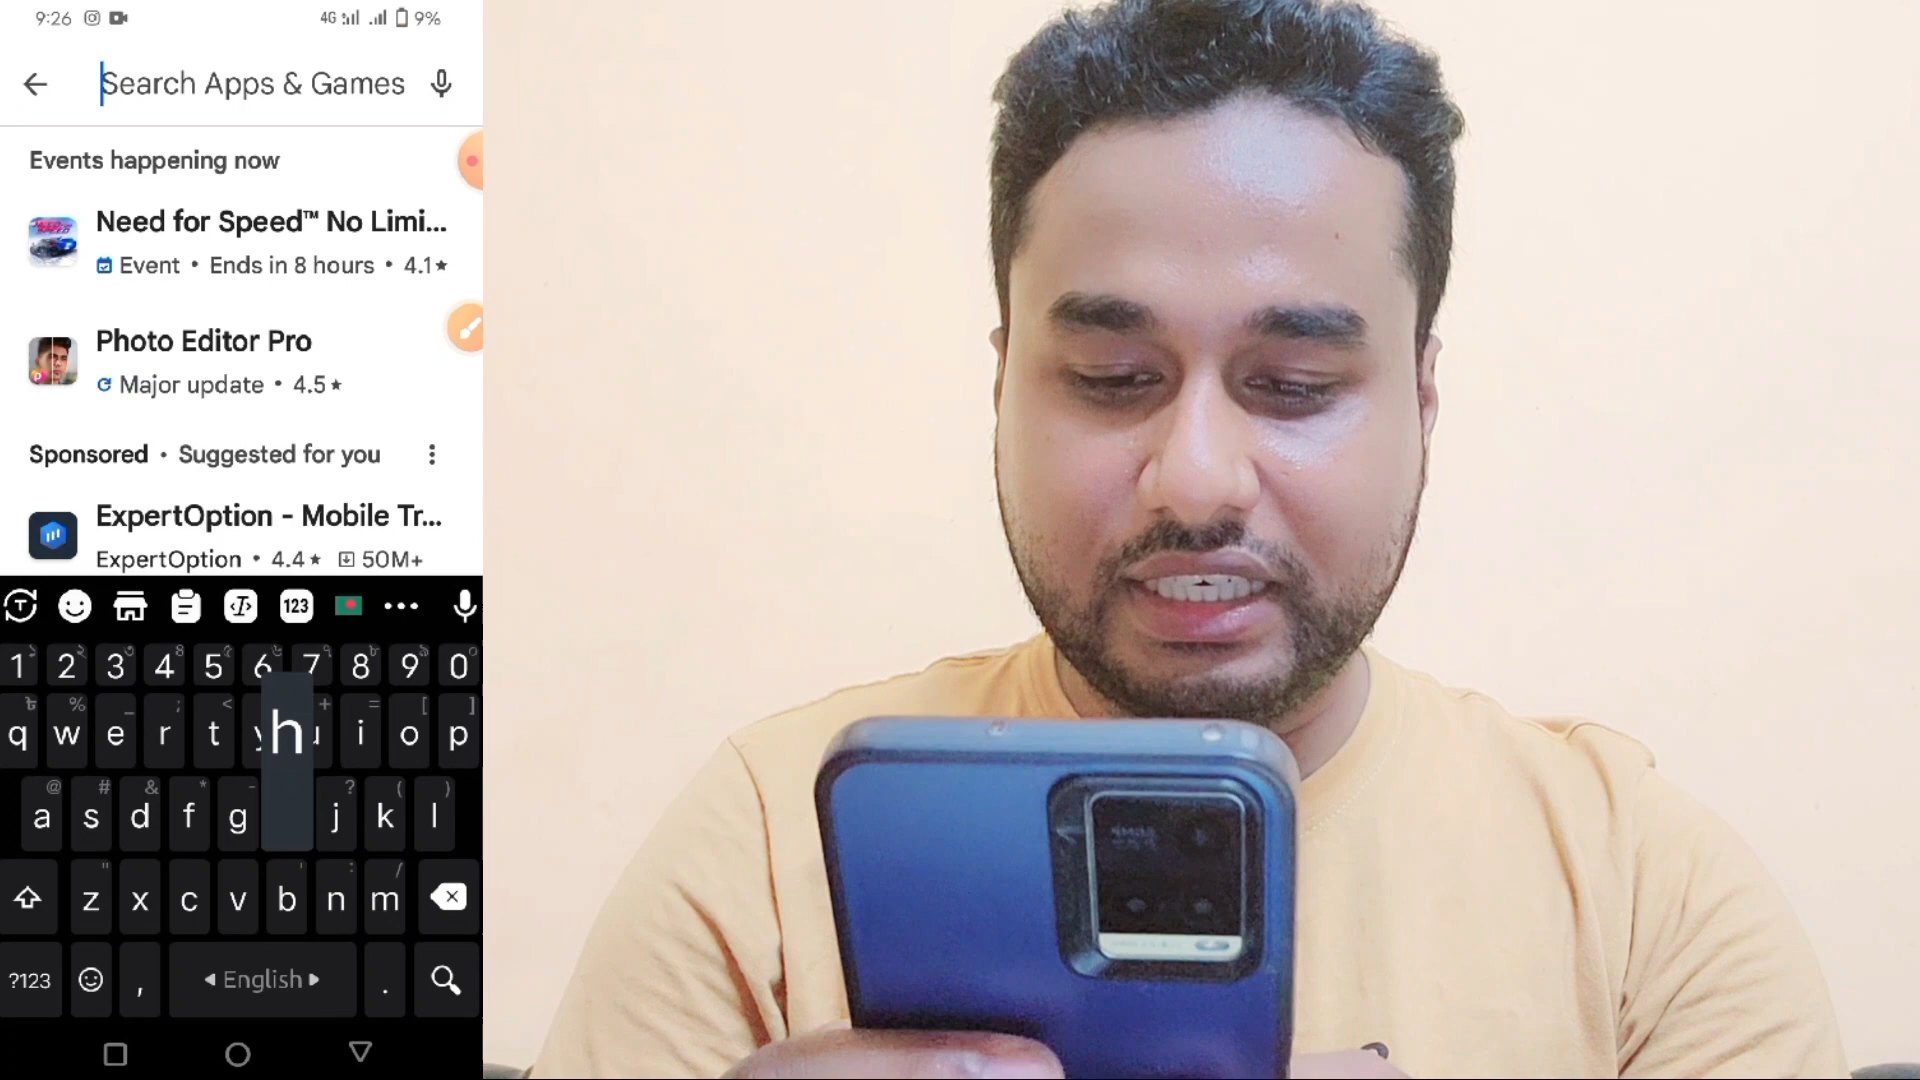 9:26 4G 9%
Search Apps & Games
Events happening now
Need for Speed™ No Limi...
Event • Ends in 8 hours • 4.1★
Photo Editor Pro
Major update • 4.5★
Sponsored • Suggested for you
ExpertOption - Mobile Tr...
ExpertOption • 4.4★ 50M+
123
1 2 3 4 5 6 7 8 9 0
q w e r t y u i o p
h
a s d f g j k l
z x c v b n m
?123 , English .